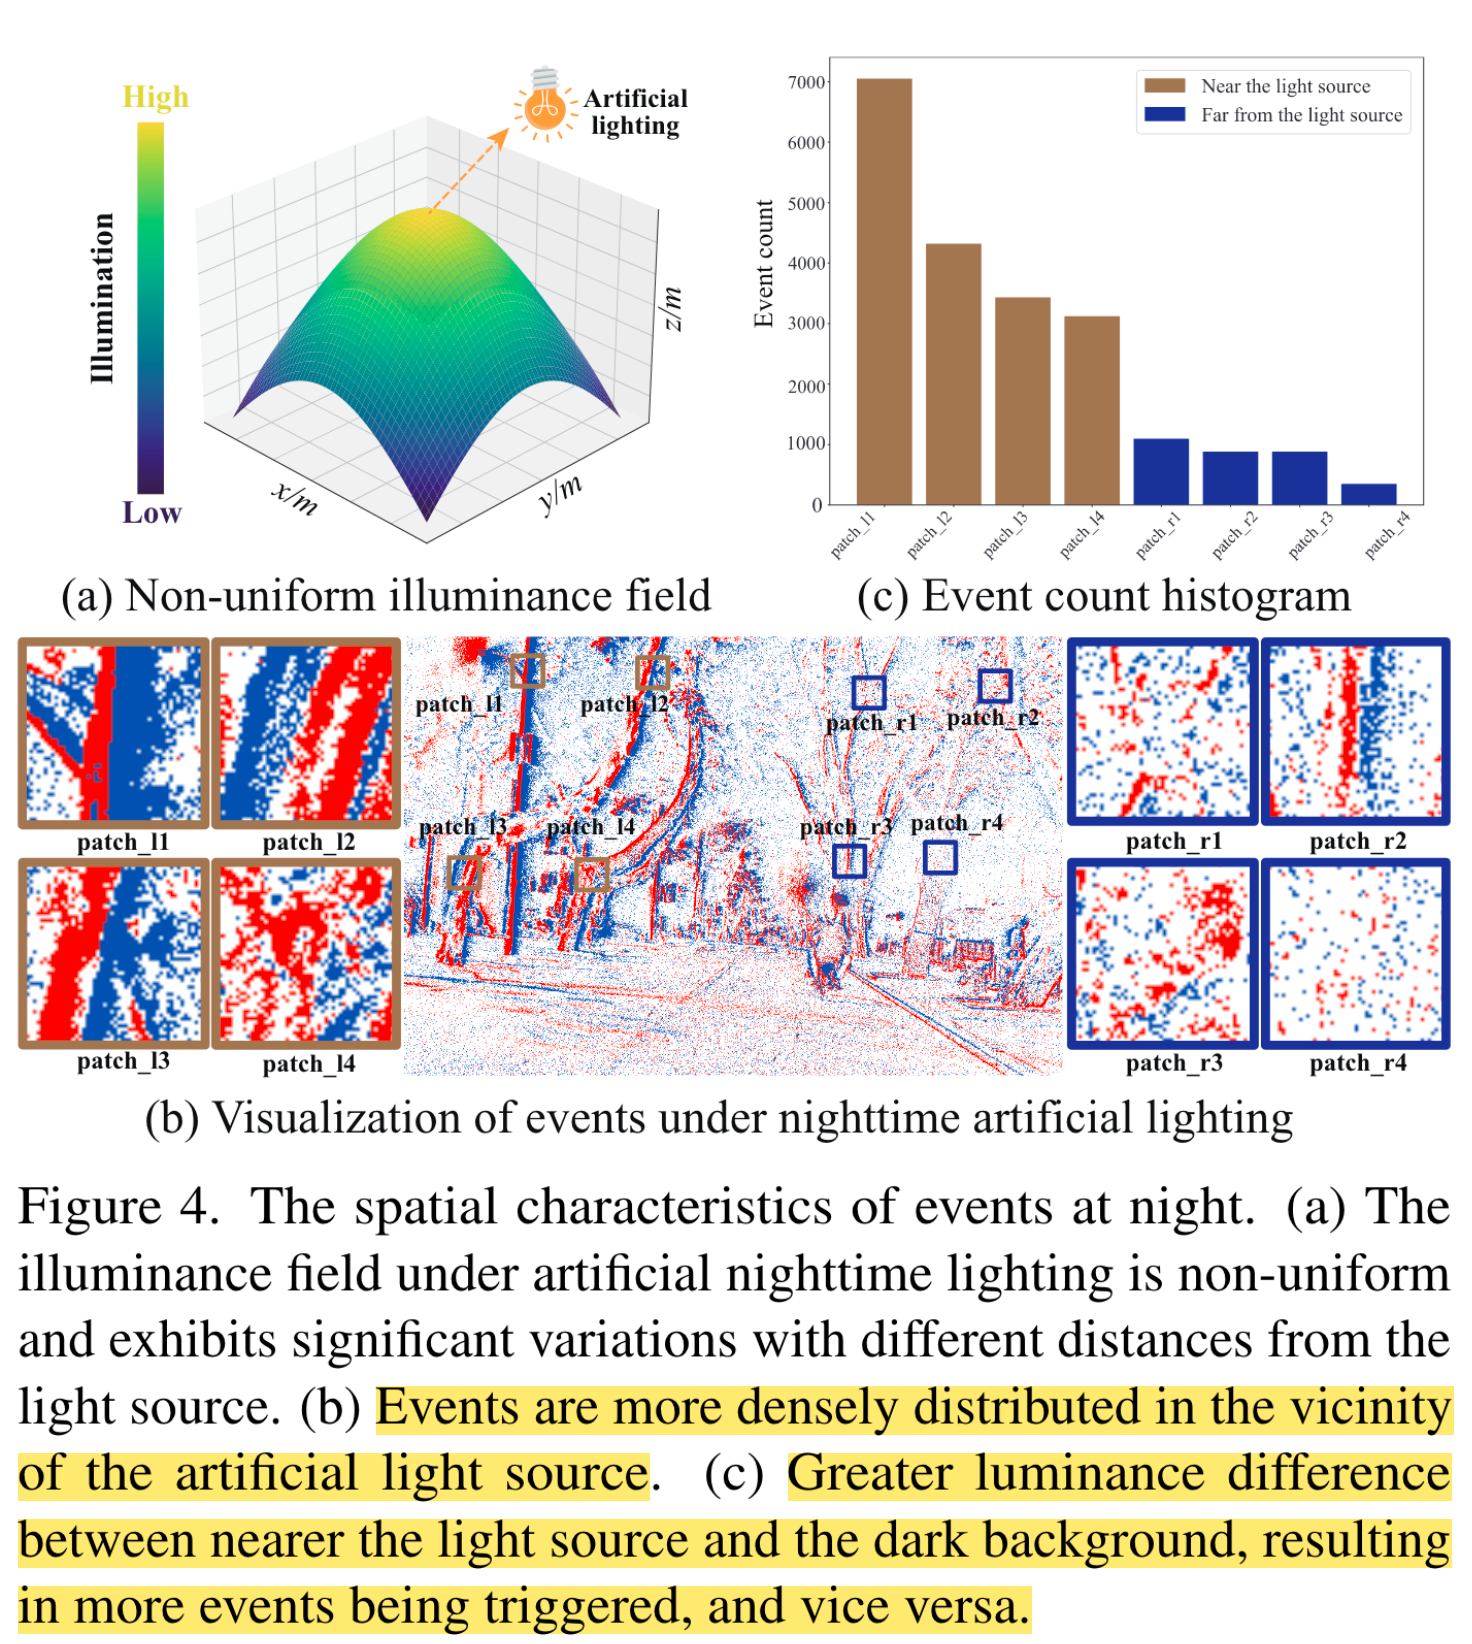 High
Artificial
lighting
Illumination
z/m
x/m
y/m
Low
(a) Non-uniform illuminance field
7000
6000
5000
4000
3000
2000
1000
0
Event count
Near the light source
Far from the light source
patch_l1
patch_l2
patch_l3
patch_l4
patch_r1
patch_r2
patch_r3
patch_r4
(c) Event count histogram
patch_l1
patch_l2
patch_l3
patch_l4
patch_l1
patch_l2
patch_r1
patch_r2
patch_l3
patch_l4
patch_r3
patch_r4
patch_r1
patch_r2
patch_r3
patch_r4
(b) Visualization of events under nighttime artificial lighting
Figure 4. The spatial characteristics of events at night. (a) The
illuminance field under artificial nighttime lighting is non-uniform
and exhibits significant variations with different distances from the
light source. (b) Events are more densely distributed in the vicinity
of the artificial light source. (c) Greater luminance difference
between nearer the light source and the dark background, resulting
in more events being triggered, and vice versa.